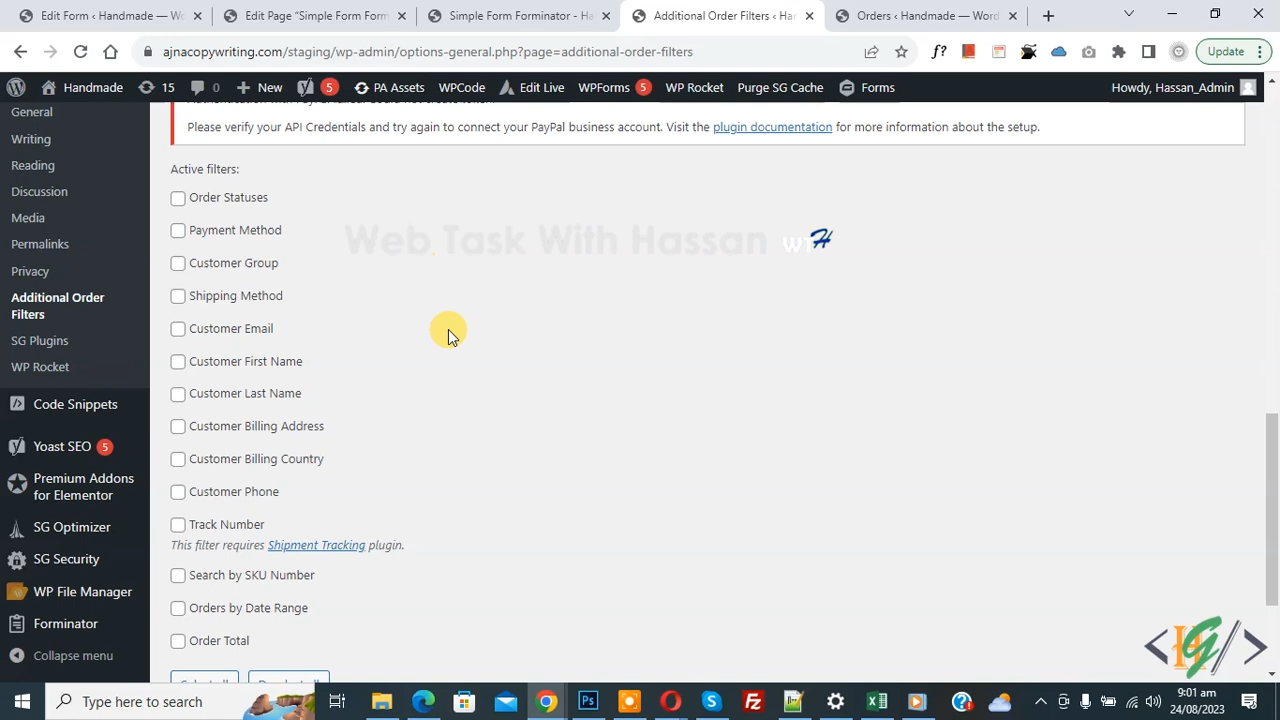 Edit Form ‹ Handmade — Wo
Edit Page “Simple Form Form
Simple Form Forminator - Ha
Additional Order Filters ‹ Han
Orders ‹ Handmade — Word
ajnacopywriting.com/staging/wp-admin/options-general.php?page=additional-order-filters
f?
Update
Handmade
15
0
New
5
PA Assets
WPCode
Edit Live
WPForms
5
WP Rocket
Purge SG Cache
Forms
Howdy, Hassan_Admin
General
Writing
Reading
Discussion
Media
Permalinks
Privacy
Additional Order
Filters
SG Plugins
WP Rocket
Code Snippets
Yoast SEO
5
Premium Addons
for Elementor
SG Optimizer
SG Security
WP File Manager
Forminator
Collapse menu
Please verify your API Credentials and try again to connect your PayPal business account. Visit the plugin documentation for more information about the setup.
Active filters:
Order Statuses
Payment Method
Web Task With Hassan
WTH
Customer Group
Shipping Method
Customer Email
Customer First Name
Customer Last Name
Customer Billing Address
Customer Billing Country
Customer Phone
Track Number
This filter requires Shipment Tracking plugin.
Search by SKU Number
Orders by Date Range
Order Total
Type here to search
9:01 am
24/08/2023